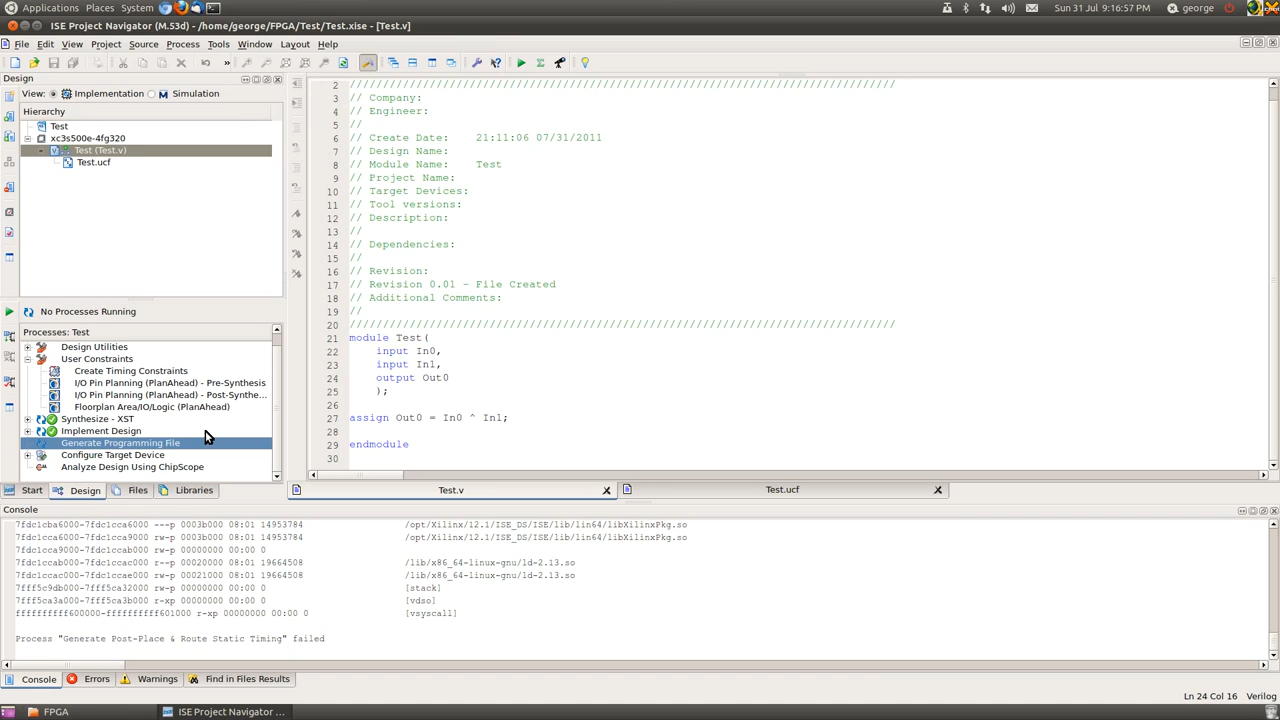 Applications Places System
Sun 31 Jul 9:16:57 PM george
ISE Project Navigator (M.53d) - /home/george/FPGA/Test/Test.xise - [Test.v]
File Edit View Project Source Process Tools Window Layout Help
Design
View: Implementation Simulation
Hierarchy
Test
xc3s500e-4fg320
Test (Test.v)
Test.ucf
No Processes Running
Processes: Test
Design Utilities
User Constraints
Create Timing Constraints
I/O Pin Planning (PlanAhead) - Pre-Synthesis
I/O Pin Planning (PlanAhead) - Post-Synthe...
Floorplan Area/IO/Logic (PlanAhead)
Synthesize - XST
Implement Design
Generate Programming File
Configure Target Device
Analyze Design Using ChipScope
Start Design Files Libraries
2 ////////////////////////////////////////////////////////////////////////////////
3 // Company:
4 // Engineer:
5 //
6 // Create Date:    21:11:06 07/31/2011
7 // Design Name:
8 // Module Name:    Test
9 // Project Name:
10 // Target Devices:
11 // Tool versions:
12 // Description:
13 //
14 // Dependencies:
15 //
16 // Revision:
17 // Revision 0.01 - File Created
18 // Additional Comments:
19 //
20 ////////////////////////////////////////////////////////////////////////////////
21 module Test(
22     input In0,
23     input In1,
24     output Out0
25     );
26
27 assign Out0 = In0 ^ In1;
28
29 endmodule
30
Test.v Test.ucf
Console
7fdc1cba6000-7fdc1cca6000 ---p 0003b000 08:01 14953784 /opt/Xilinx/12.1/ISE_DS/ISE/lib/lin64/libXilinxPkg.so
7fdc1cca6000-7fdc1cca9000 rw-p 0003b000 08:01 14953784 /opt/Xilinx/12.1/ISE_DS/ISE/lib/lin64/libXilinxPkg.so
7fdc1cca9000-7fdc1ccab000 rw-p 00000000 00:00 0
7fdc1ccab000-7fdc1ccac000 r--p 00020000 08:01 19664508 /lib/x86_64-linux-gnu/ld-2.13.so
7fdc1ccac000-7fdc1ccae000 rw-p 00021000 08:01 19664508 /lib/x86_64-linux-gnu/ld-2.13.so
7fff5c9db000-7fff5ca32000 rw-p 00000000 00:00 0 [stack]
7fff5ca3a000-7fff5ca3b000 r-xp 00000000 00:00 0 [vdso]
ffffffffff600000-ffffffffff601000 r-xp 00000000 00:00 0 [vsyscall]
Process "Generate Post-Place & Route Static Timing" failed
Console Errors Warnings Find in Files Results
Ln 24 Col 16 Verilog
FPGA ISE Project Navigator ...